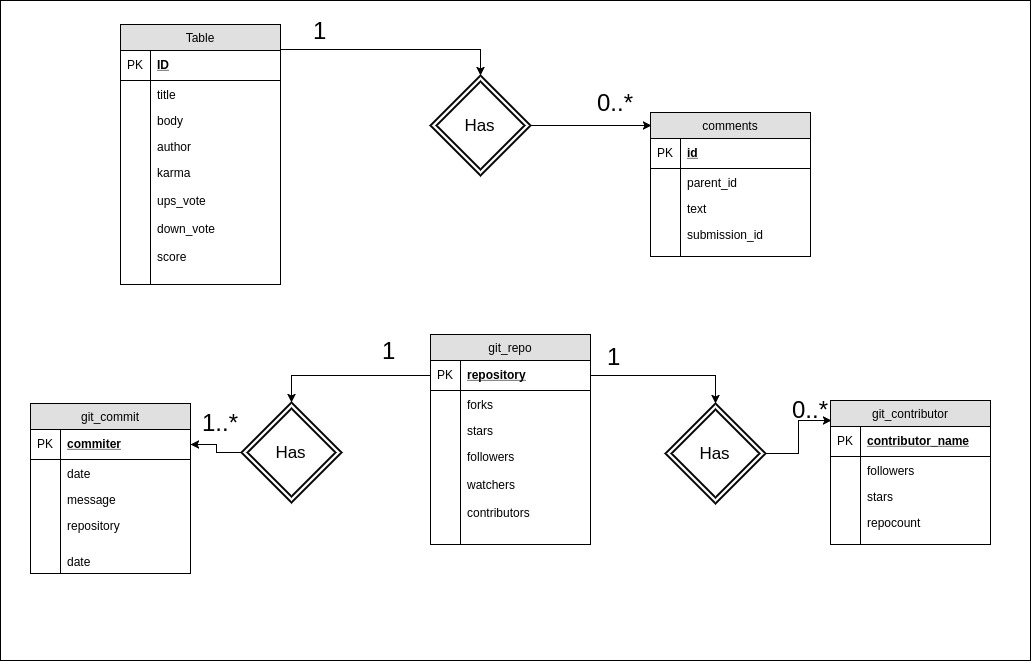 Table
PK ID
title
body
author
karma
ups_vote
down_vote
score
1
Has
0..*
comments
PK id
parent_id
text
submission_id
git_repo
PK repository
forks
stars
followers
watchers
contributors
1
1
Has
1..*
git_commit
PK commiter
date
message
repository
date
Has
0..*
git_contributor
PK contributor_name
followers
stars
repocount